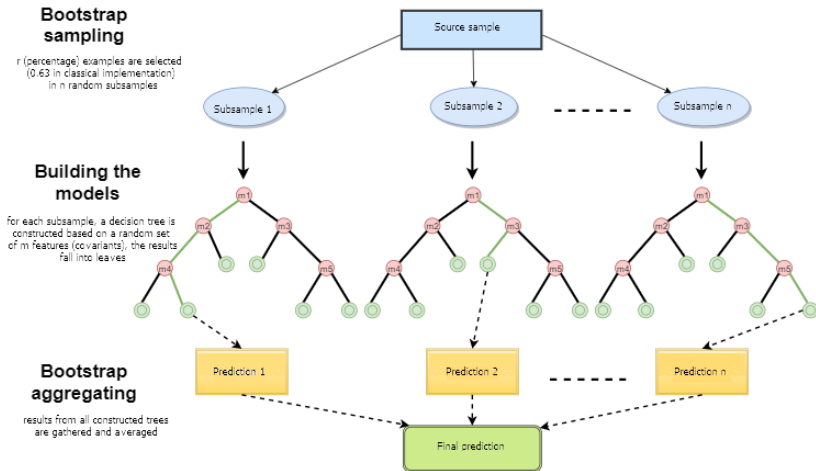 Bootstrap
sampling
r (percentage) examples are selected
(0.63 in classical implementation)
in n random subsamples
Source sample
Subsample 1
Subsample 2
Subsample n
Building the
models
for each subsample, a decision tree is
constructed based on a random set
of m features (covariants), the results
fall into leaves
m1
m2
m3
m4
m5
m1
m2
m3
m4
m5
m1
m2
m3
m4
m5
Bootstrap
aggregating
results from all constructed trees
are gathered and averaged
Prediction 1
Prediction 2
Prediction n
Final prediction